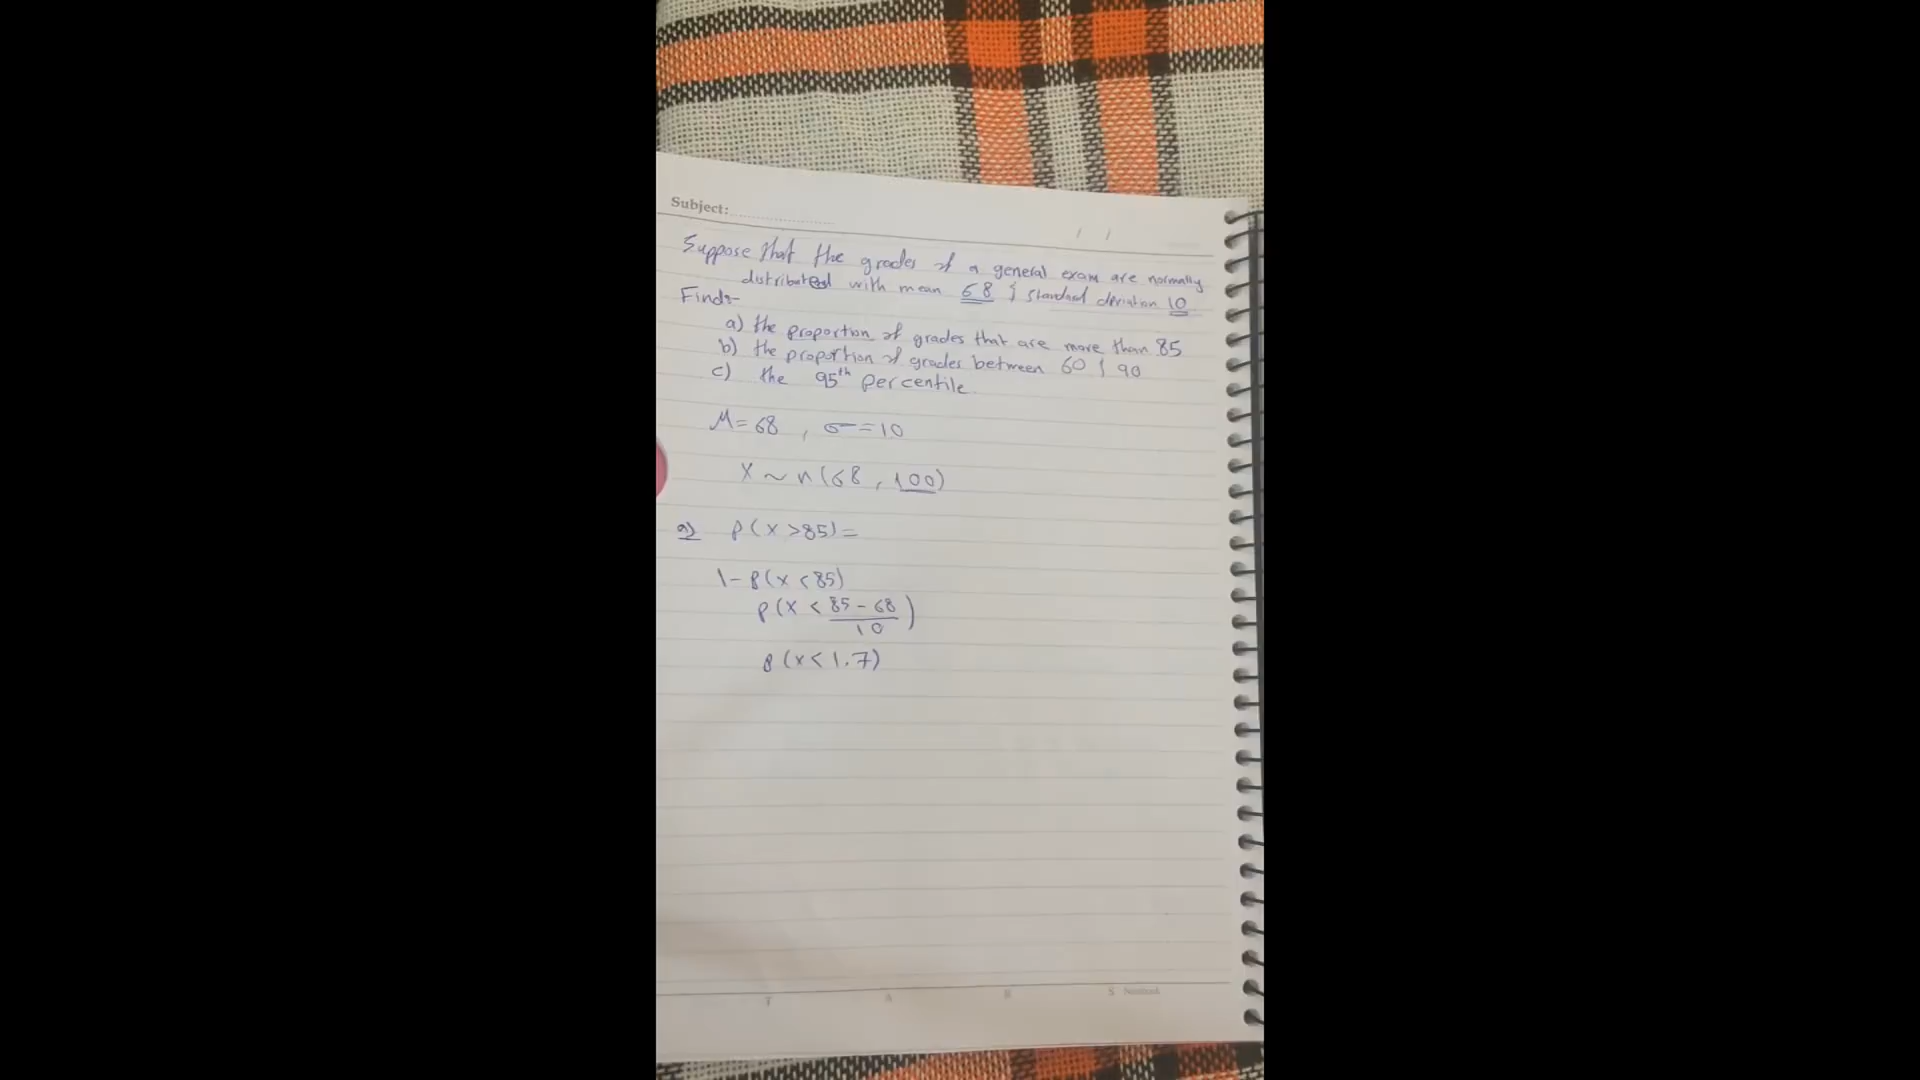 Subject:
Suppose that the grades of a general exam are normally
distributed with mean 68 & standard deviation 10
Find:-
a) the proportion of grades that are more than 85
b) the proportion of grades between 60 & 90
c) the 95th percentile.
M = 68 , σ = 10
X ~ n(68 , 100)
a) P(X > 85) =
1 - P(X < 85)
P(X < 85 - 68
10 )
P(X < 1.7)
T A B S Notebook